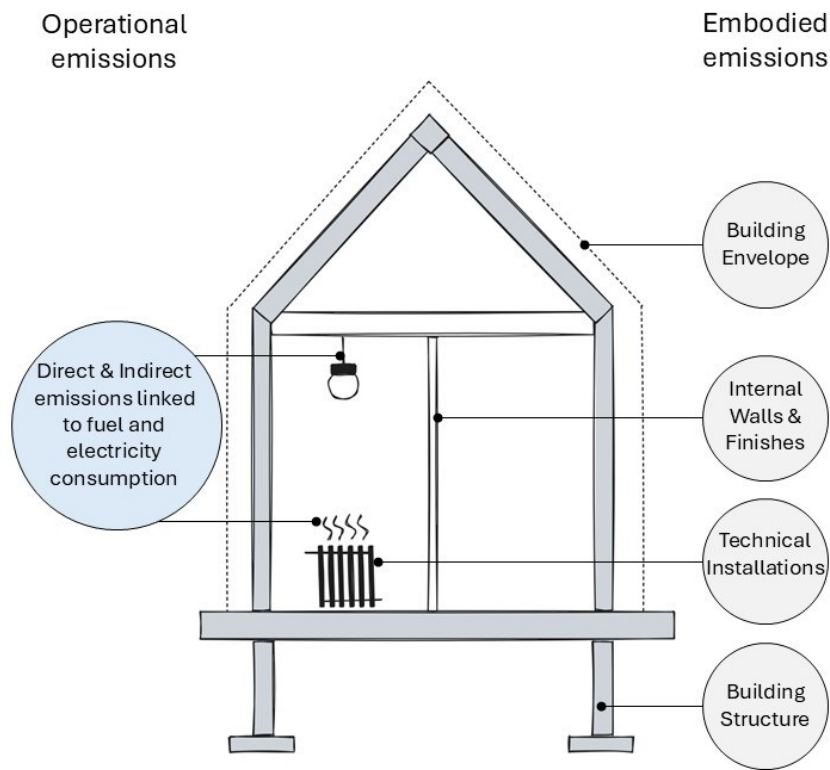 Operational
emissions
Embodied
emissions
Building
Envelope
Direct & Indirect
emissions linked
to fuel and
electricity
consumption
Internal
Walls &
Finishes
Technical
Installations
Building
Structure